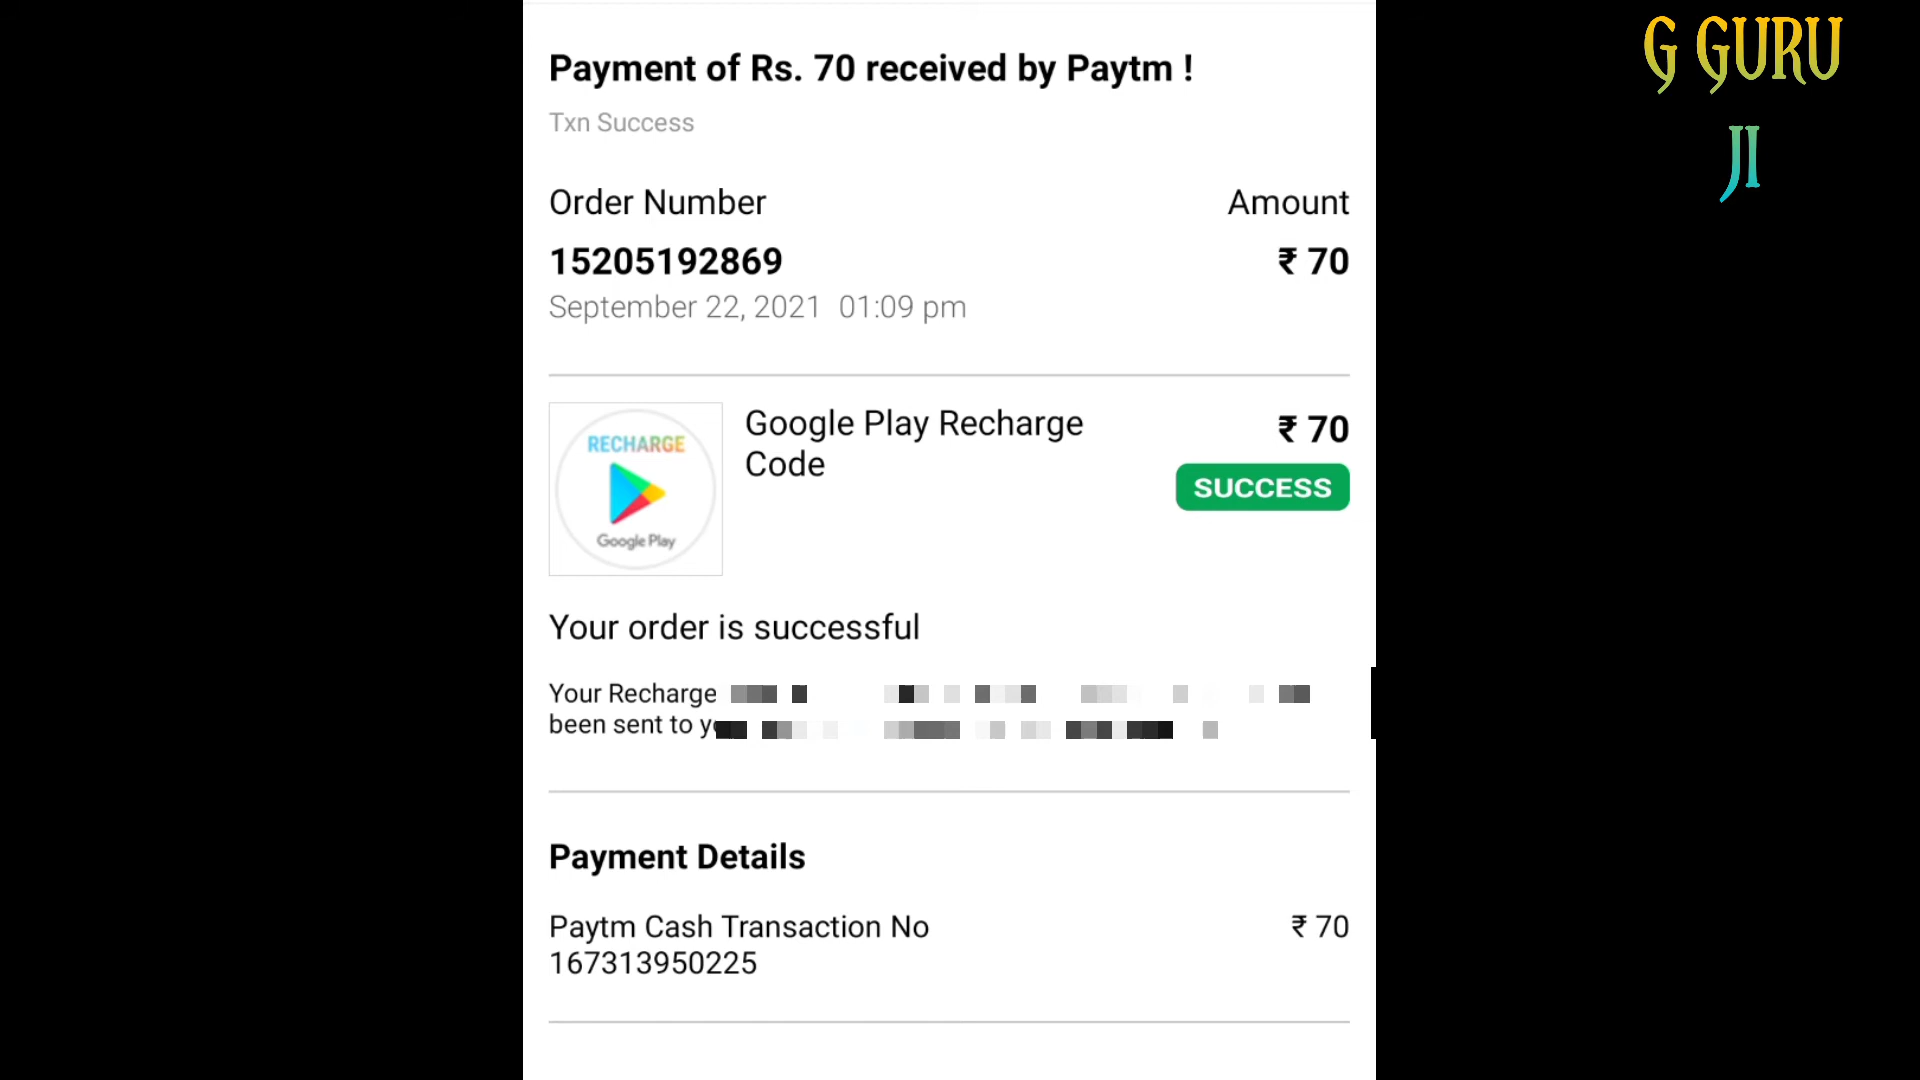 G GURU
JI
Payment of Rs. 70 received by Paytm !
Txn Success
Order Number Amount
15205192869 ₹ 70
September 22, 2021 01:09 pm
RECHARGE
Google Play
Google Play Recharge
Code
₹ 70
SUCCESS
Your order is successful
Your Recharge
been sent to
Payment Details
Paytm Cash Transaction No ₹ 70
167313950225